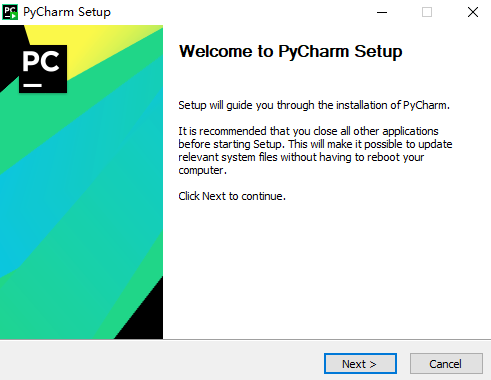 PyCharm Setup
PC
Welcome to PyCharm Setup
Setup will guide you through the installation of PyCharm.
It is recommended that you close all other applications
before starting Setup. This will make it possible to update
relevant system files without having to reboot your
computer.
Click Next to continue.
Next >
Cancel